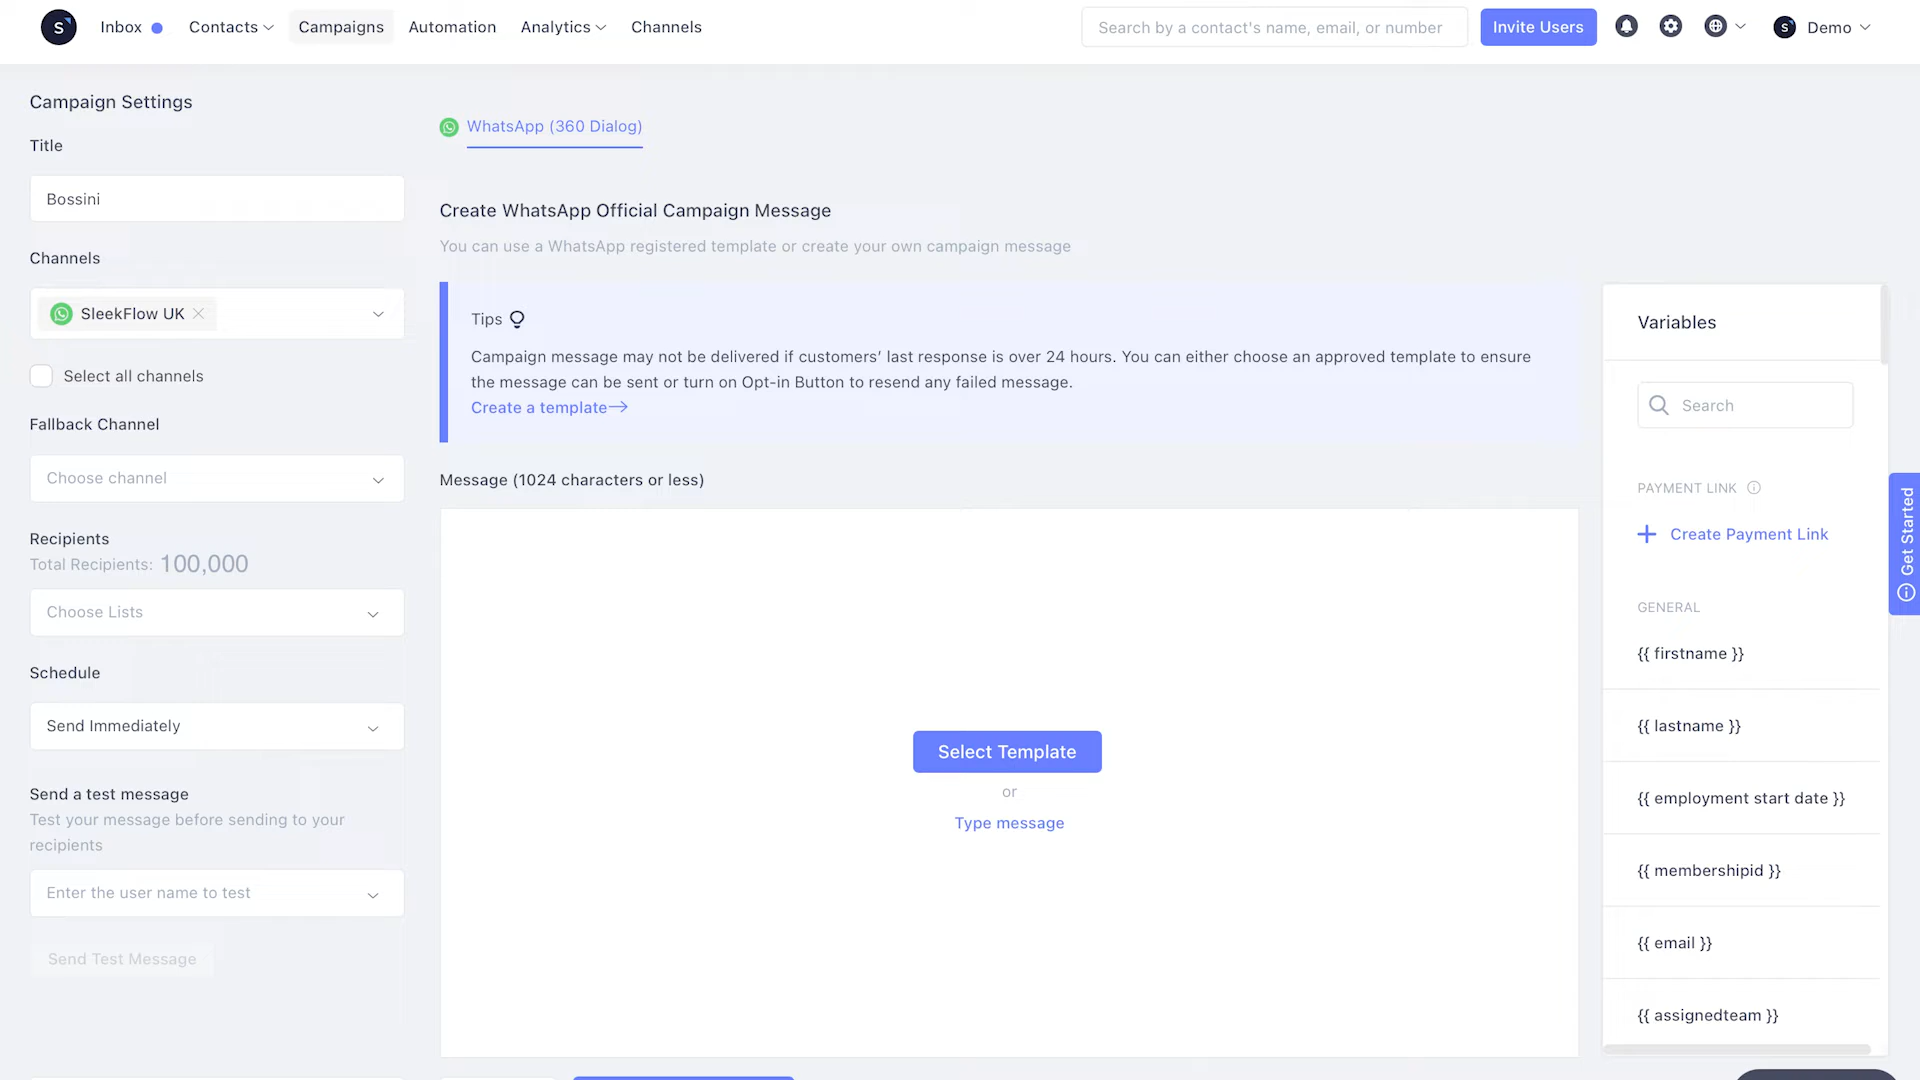 S
Inbox
Contacts
Campaigns
Automation
Analytics
Channels
Search by a contact's name, email, or number
Invite Users
S
Demo
Campaign Settings
Title
Bossini
Channels
SleekFlow UK
Select all channels
Fallback Channel
Choose channel
Recipients
Total Recipients: 100,000
Choose Lists
Schedule
Send Immediately
Send a test message
Test your message before sending to your
recipients
Enter the user name to test
Send Test Message
WhatsApp (360 Dialog)
Create WhatsApp Official Campaign Message
You can use a WhatsApp registered template or create your own campaign message
Tips
Campaign message may not be delivered if customers’ last response is over 24 hours. You can either choose an approved template to ensure
the message can be sent or turn on Opt-in Button to resend any failed message.
Create a template
Message (1024 characters or less)
Select Template
or
Type message
Variables
Search
PAYMENT LINK
Create Payment Link
GENERAL
{{ firstname }}
{{ lastname }}
{{ employment start date }}
{{ membershipid }}
{{ email }}
{{ assignedteam }}
Get Started